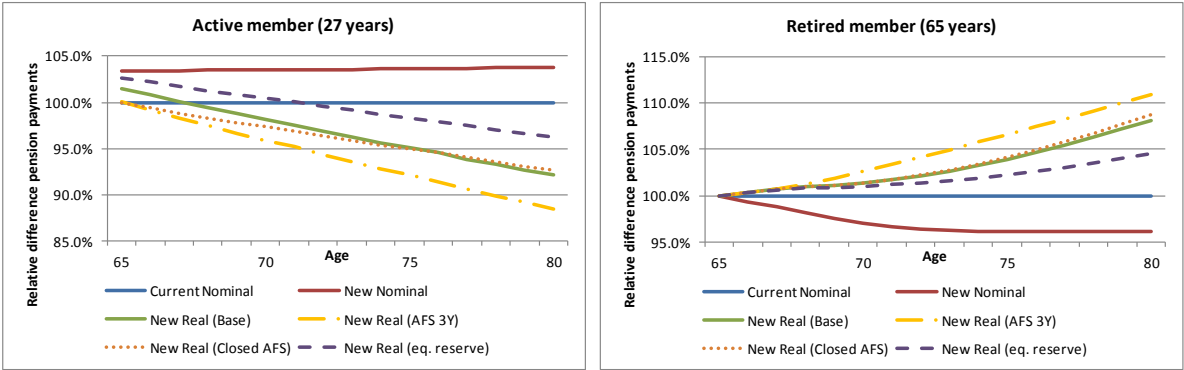 Active member (27 years)
Relative difference pension payments
105.0%
100.0%
95.0%
90.0%
85.0%
65
70
75
80
Age
Current Nominal
New Nominal
New Real (Base)
New Real (AFS 3Y)
New Real (Closed AFS)
New Real (eq. reserve)
Retired member (65 years)
Relative difference pension payments
115.0%
110.0%
105.0%
100.0%
95.0%
65
70
75
80
Age
Current Nominal
New Nominal
New Real (Base)
New Real (AFS 3Y)
New Real (Closed AFS)
New Real (eq. reserve)